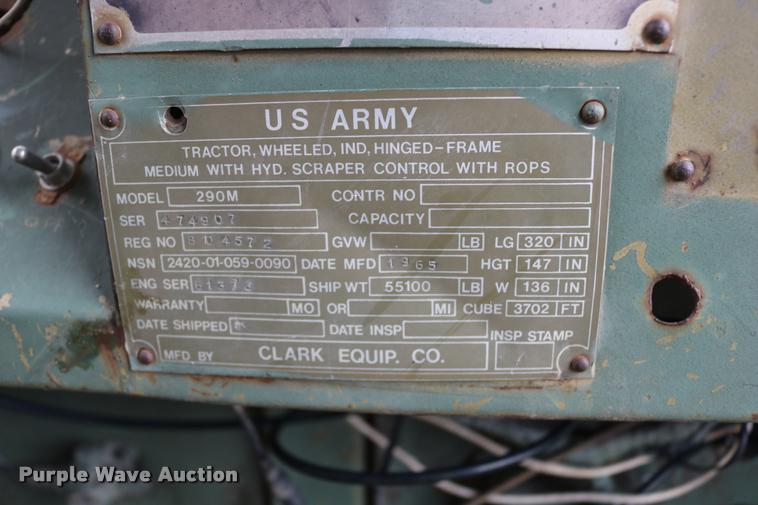 US ARMY
TRACTOR, WHEELED, IND, HINGED-FRAME
MEDIUM WITH HYD. SCRAPER CONTROL WITH ROPS
MODEL 290M CONTR NO
SER 474907 CAPACITY
REG NO 9D4572 GVW LB LG 320 IN
NSN 2420-01-059-0090 DATE MFD 1965 HGT 147 IN
ENG SER 61373 SHIP WT 55100 LB W 136 IN
WARRANTY MO OR MI CUBE 3702 FT
DATE SHIPPED DATE INSP INSP STAMP
MFD BY CLARK EQUIP. CO.
Purple Wave Auction